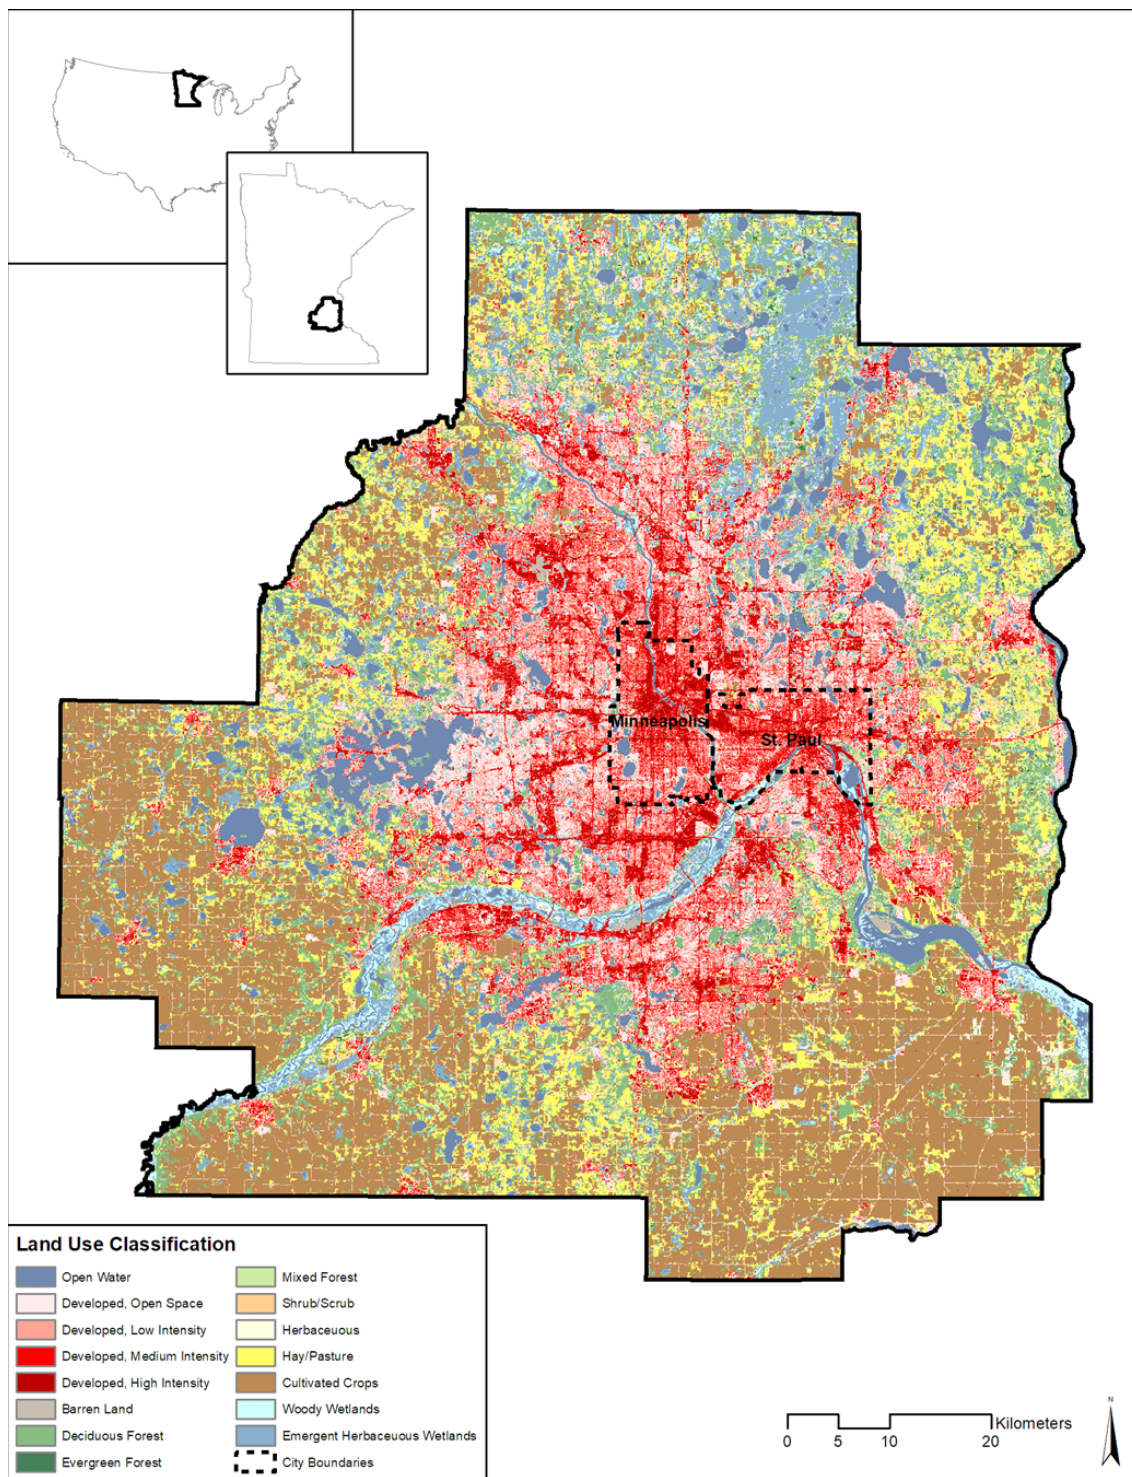 Minneapolis
St. Paul
Land Use Classification
Open Water
Developed, Open Space
Developed, Low Intensity
Developed, Medium Intensity
Developed, High Intensity
Barren Land
Deciduous Forest
Evergreen Forest
Mixed Forest
Shrub/Scrub
Herbaceuous
Hay/Pasture
Cultivated Crops
Woody Wetlands
Emergent Herbaceuous Wetlands
City Boundaries
Kilometers
0 5 10 20
N